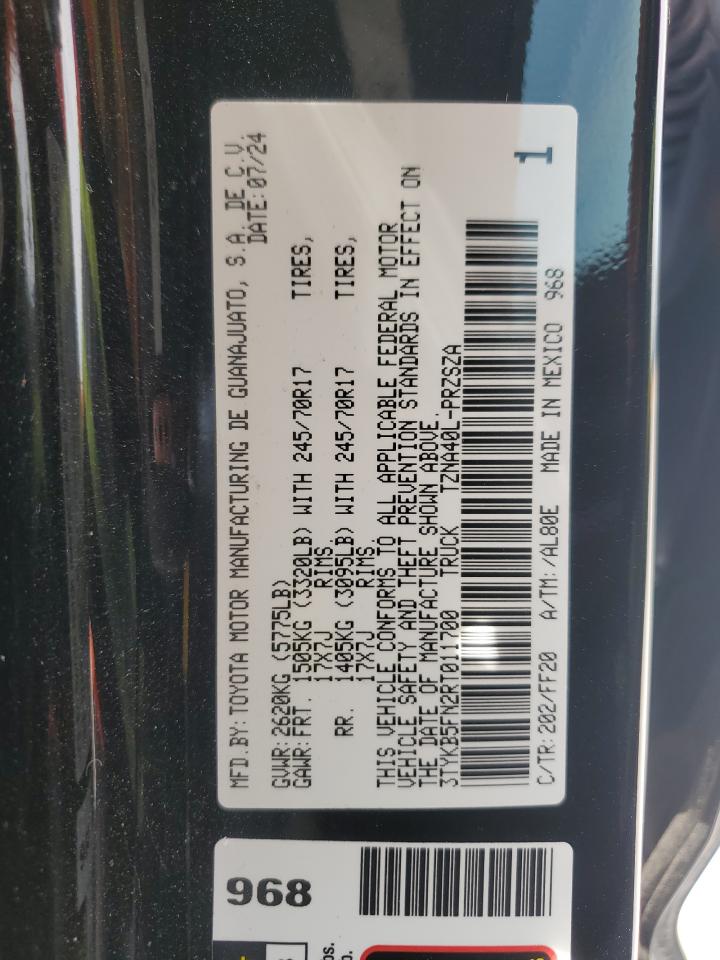 MFD.BY:TOYOTA MOTOR MANUFACTURING DE GUANAJUATO, S.A. DE C.V.
DATE:07/24
GVWR:2620KG (5775LB)
GAWR:FRT. 1505KG (3320LB) WITH 245/70R17 TIRES,
17X7J RIMS.
RR. 1405KG (3095LB) WITH 245/70R17 TIRES,
17X7J RIMS.
THIS VEHICLE CONFORMS TO ALL APPLICABLE FEDERAL MOTOR
VEHICLE SAFETY AND THEFT PREVENTION STANDARDS IN EFFECT ON
THE DATE OF MANUFACTURE SHOWN ABOVE.
3TYKB5FN2RT011700 TRUCK TZNA40L-PRZSZA
1
C/TR:202/FF20 A/TM:/AL80E MADE IN MEXICO 968
968